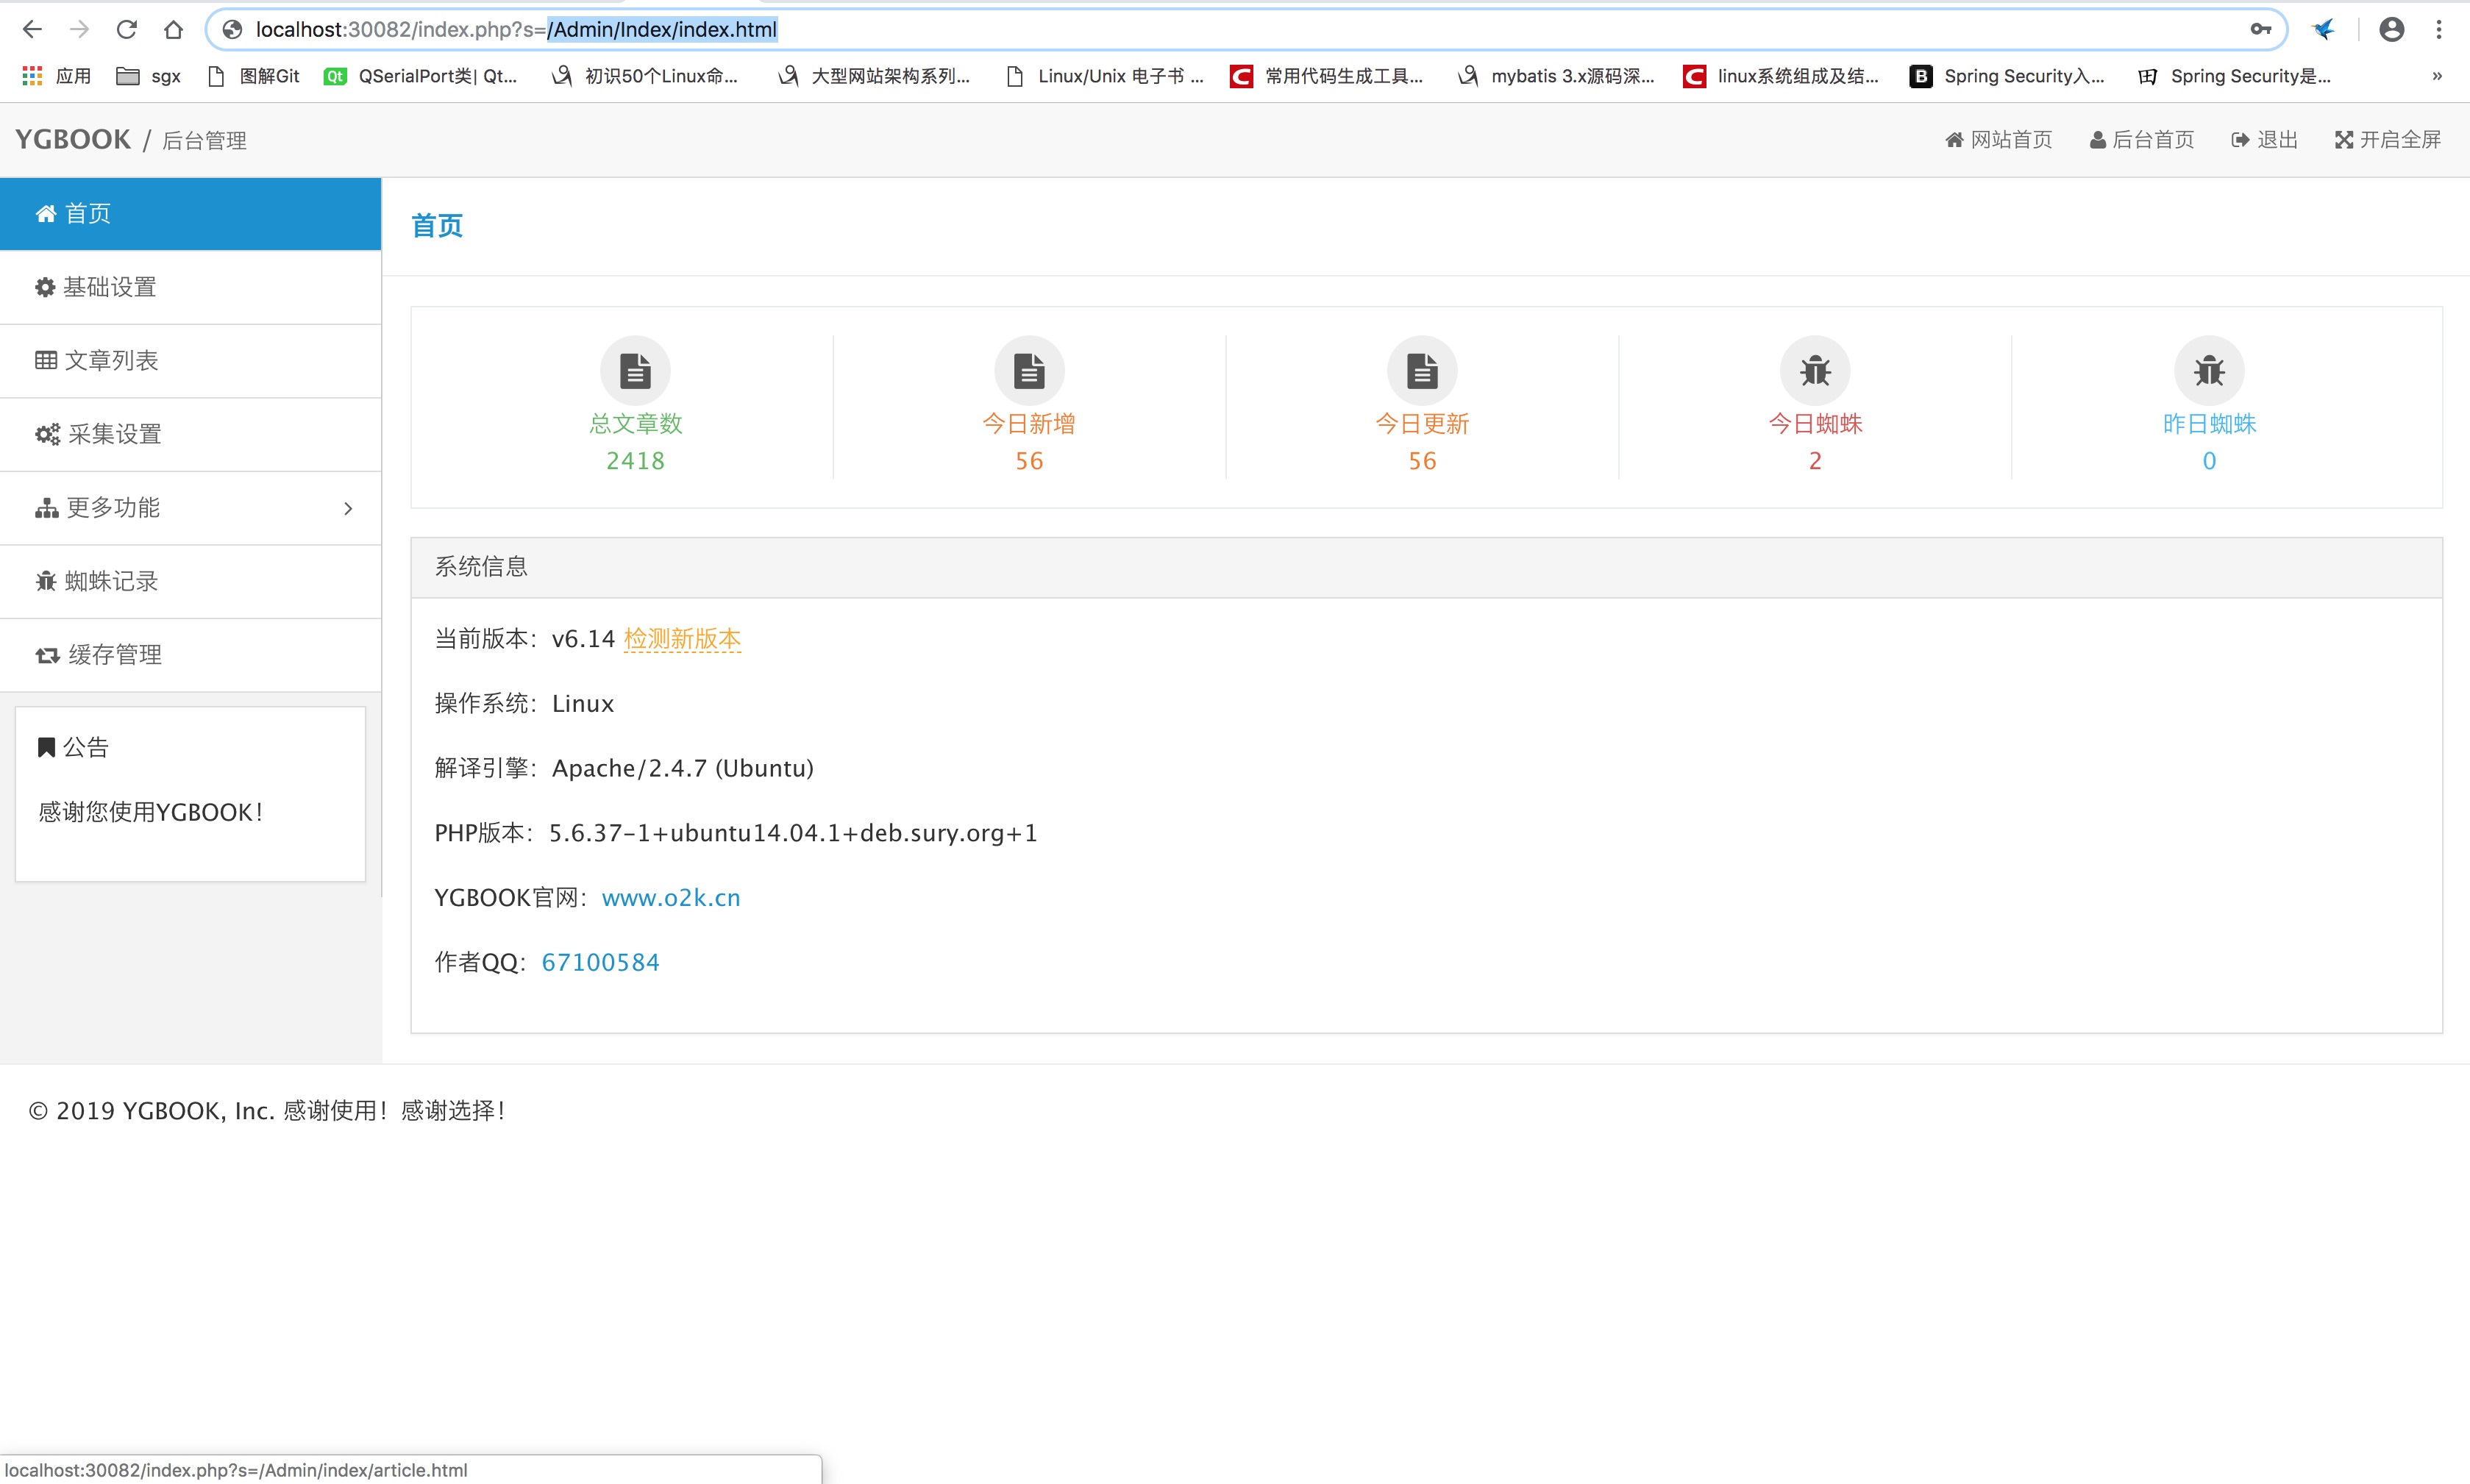 localhost:30082/index.php?s=/Admin/Index/index.html
应用 sgx 图解Git QSerialPort类| Qt... 初识50个Linux命... 大型网站架构系列... Linux/Unix 电子书 ... 常用代码生成工具... mybatis 3.x源码深... linux系统组成及结... Spring Security入... Spring Security是... »
YGBOOK / 后台管理 网站首页 后台首页 退出 开启全屏
首页
基础设置
文章列表
采集设置
更多功能
蜘蛛记录
缓存管理
公告
感谢您使用YGBOOK！
首页
总文章数 今日新增 今日更新 今日蜘蛛 昨日蜘蛛
2418 56 56 2 0
系统信息
当前版本：v6.14 检测新版本
操作系统：Linux
解译引擎：Apache/2.4.7 (Ubuntu)
PHP版本：5.6.37-1+ubuntu14.04.1+deb.sury.org+1
YGBOOK官网：www.o2k.cn
作者QQ：67100584
© 2019 YGBOOK, Inc. 感谢使用！感谢选择！
localhost:30082/index.php?s=/Admin/index/article.html